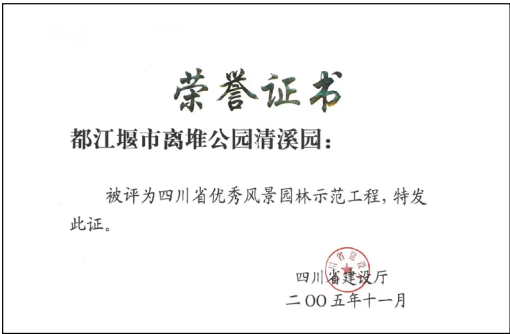 荣誉证书
都江堰市离堆公园清溪园：
被评为四川省优秀风景园林示范工程，特发
此证。
四川省建设厅
二〇〇五年十一月